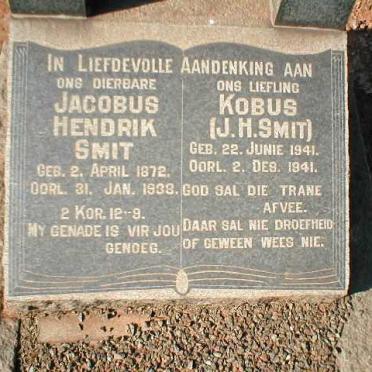 In Liefdevolle Aandenking aan
ons dierbare
Jacobus
Hendrik
Smit
Geb. 2. April 1872.
Oorl. 31. Jan. 1938.
2 Kor. 12-9.
My genade is vir jou
genoeg.
ons liefling
Kobus
(J.H. Smit)
Geb. 22. Junie 1941.
Oorl. 2. Des. 1941.
God sal die trane
afvee.
Daar sal nie droefheid
of geween wees nie.